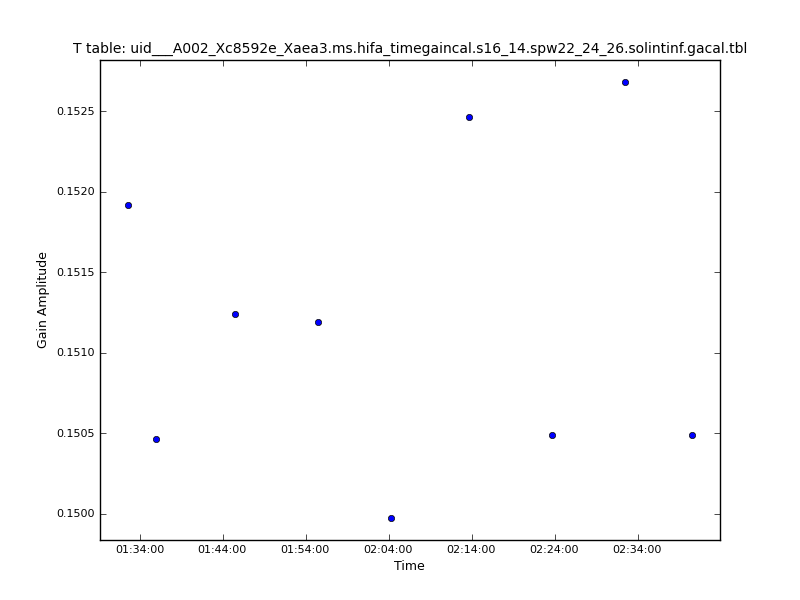 T table: uid___A002_Xc8592e_Xaea3.ms.hifa_timegaincal.s16_14.spw22_24_26.solintinf.gacal.tbl
0.1525
0.1520
0.1515
0.1510
0.1505
0.1500
Gain Amplitude
01:34:00 01:44:00 01:54:00 02:04:00 02:14:00 02:24:00 02:34:00
Time